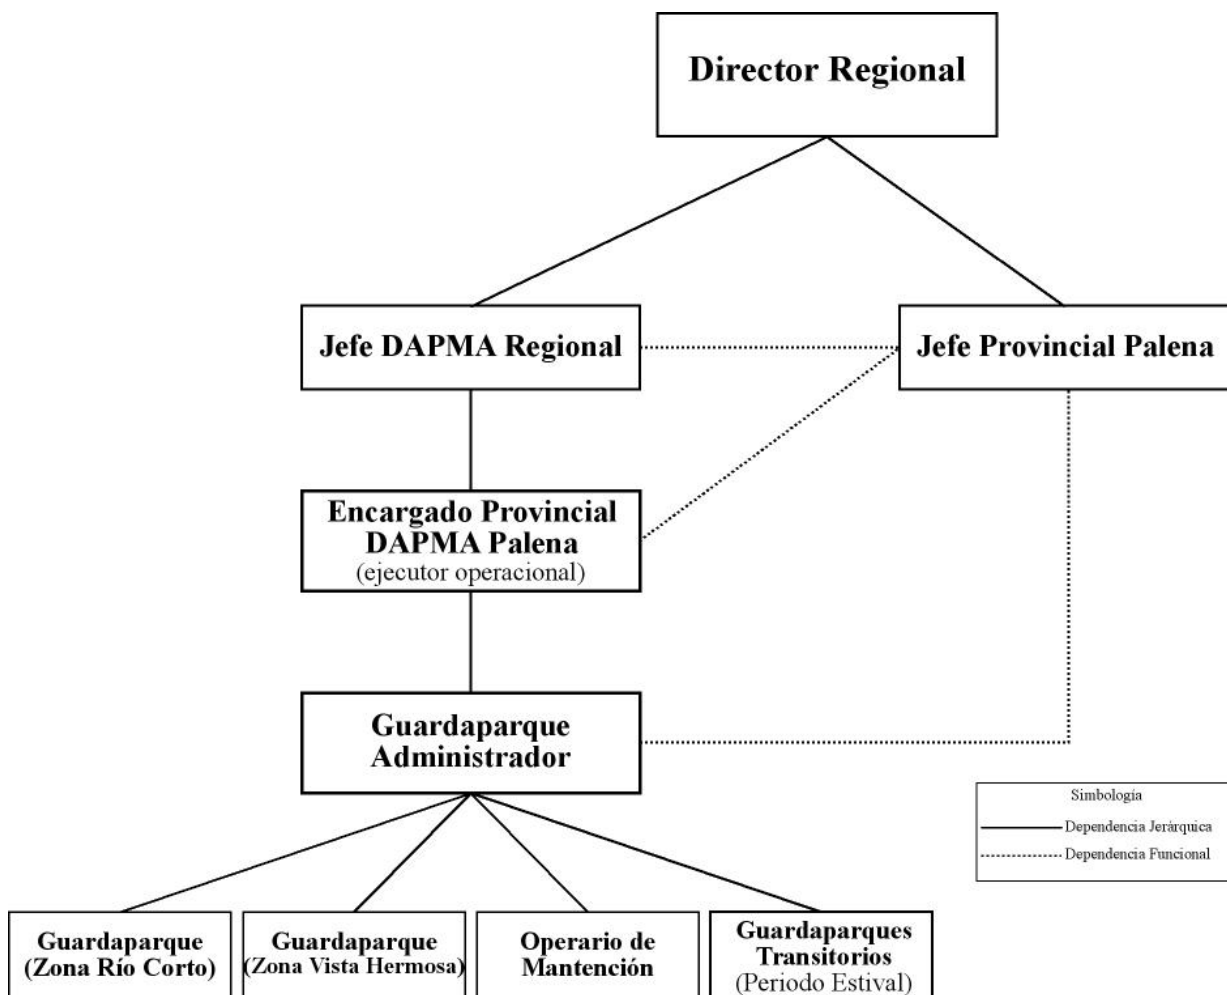 Director Regional
Jefe DAPMA Regional
Jefe Provincial Palena
Encargado Provincial
DAPMA Palena
(ejecutor operacional)
Guardaparque
Administrador
Simbología
Dependencia Jerárquica
Dependencia Funcional
Guardaparque
(Zona Río Corto)
Guardaparque
(Zona Vista Hermosa)
Operario de
Mantención
Guardaparques
Transitorios
(Periodo Estival)